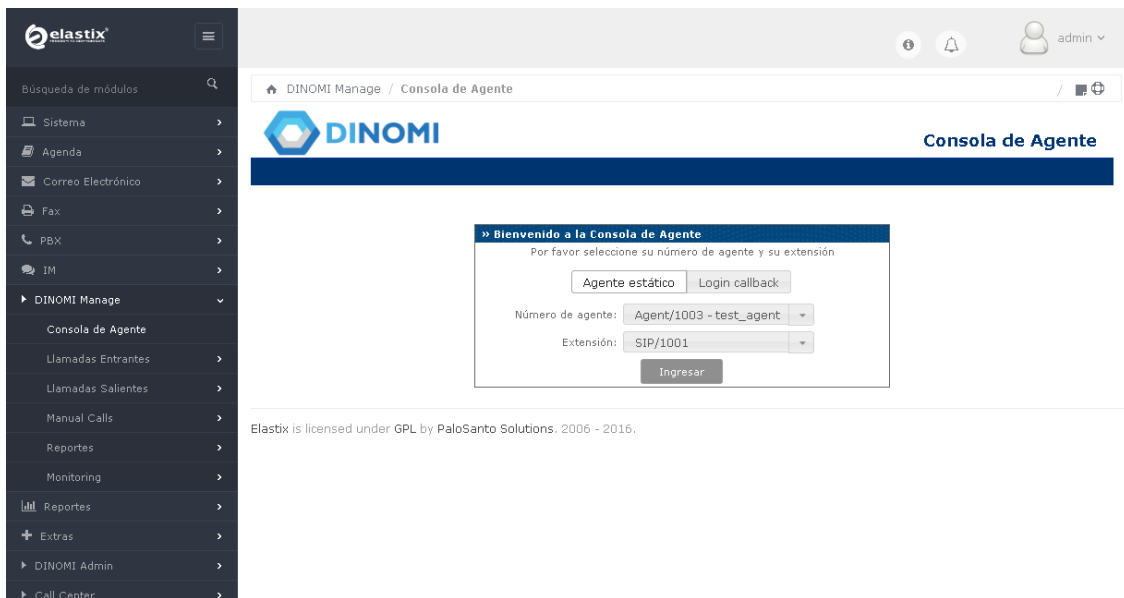 elastix
admin
Búsqueda de módulos
DINOMI Manage / Consola de Agente
/
Sistema
Agenda
Correo Electrónico
Fax
PBX
IM
DINOMI Manage
Consola de Agente
Llamadas Entrantes
Llamadas Salientes
Manual Calls
Reportes
Monitoring
Reportes
Extras
DINOMI Admin
Call Center
DINOMI
Consola de Agente
» Bienvenido a la Consola de Agente
Por favor seleccione su número de agente y su extensión
Agente estático Login callback
Número de agente: Agent/1003 - test_agent
Extensión: SIP/1001
Ingresar
Elastix is licensed under GPL by PaloSanto Solutions. 2006 - 2016.